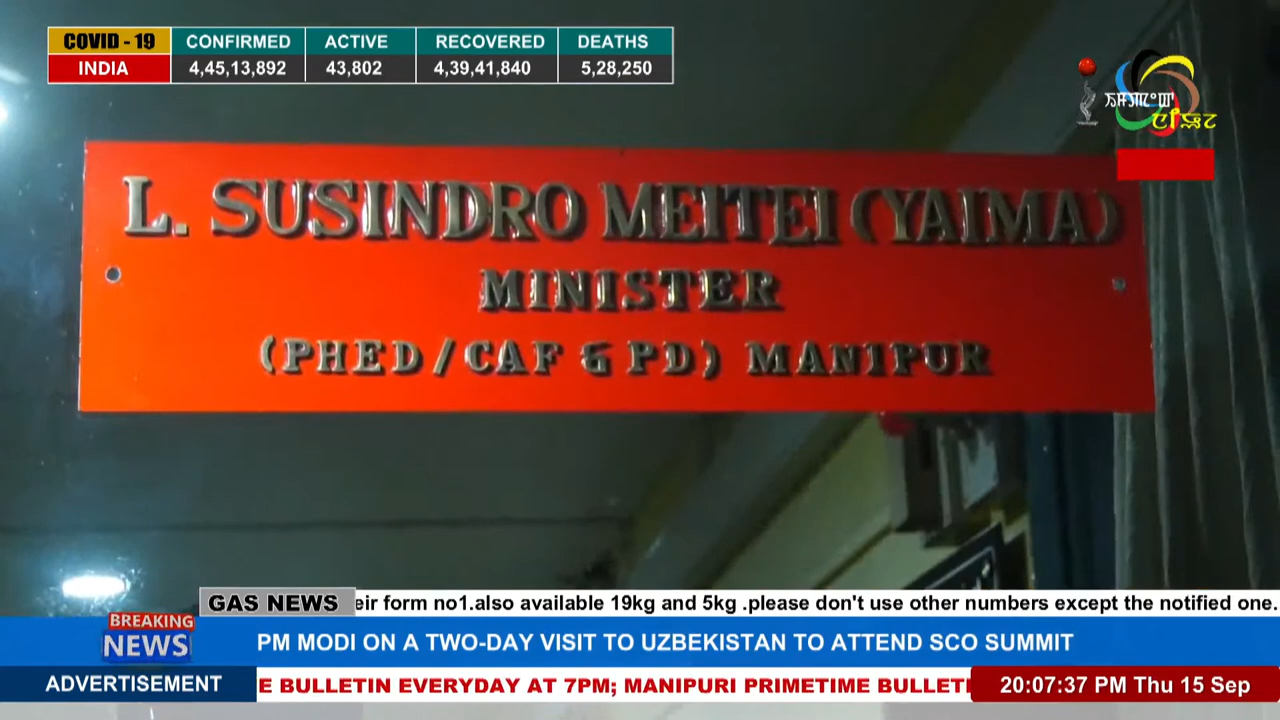 COVID - 19 CONFIRMED ACTIVE RECOVERED DEATHS
INDIA 4,45,13,892 43,802 4,39,41,840 5,28,250
L. SUSINDRO MEITEI (YAIMA)
MINISTER
(PHED/CAF & PD) MANIPUR
GAS NEWS eir form no1.also available 19kg and 5kg .please don't use other numbers except the notified one.
BREAKING
NEWS
PM MODI ON A TWO-DAY VISIT TO UZBEKISTAN TO ATTEND SCO SUMMIT
ADVERTISEMENT E BULLETIN EVERYDAY AT 7PM; MANIPURI PRIMETIME BULLETI 20:07:37 PM Thu 15 Sep